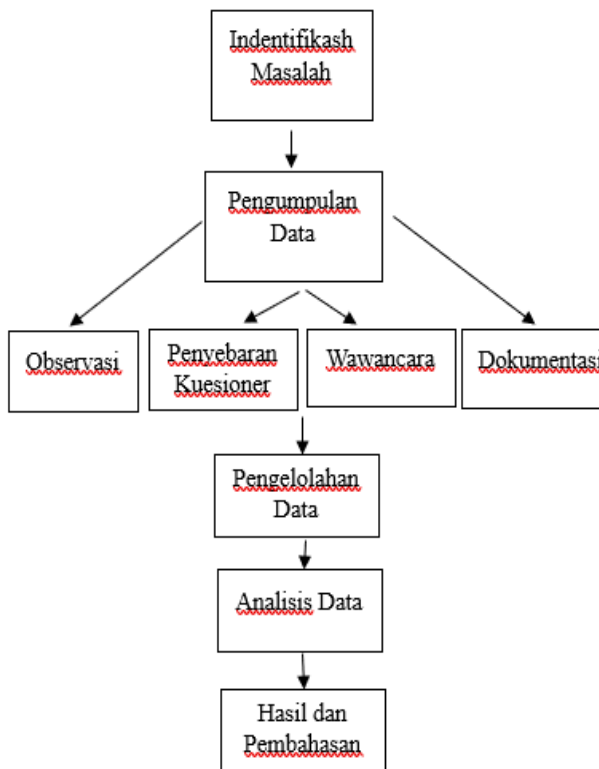 Indentifikash
Masalah
Pengumpulan
Data
Observasi
Penyebaran
Kuesioner
Wawancara
Dokumentasi
Pengelolahan
Data
Analisis Data
Hasil dan
Pembahasan